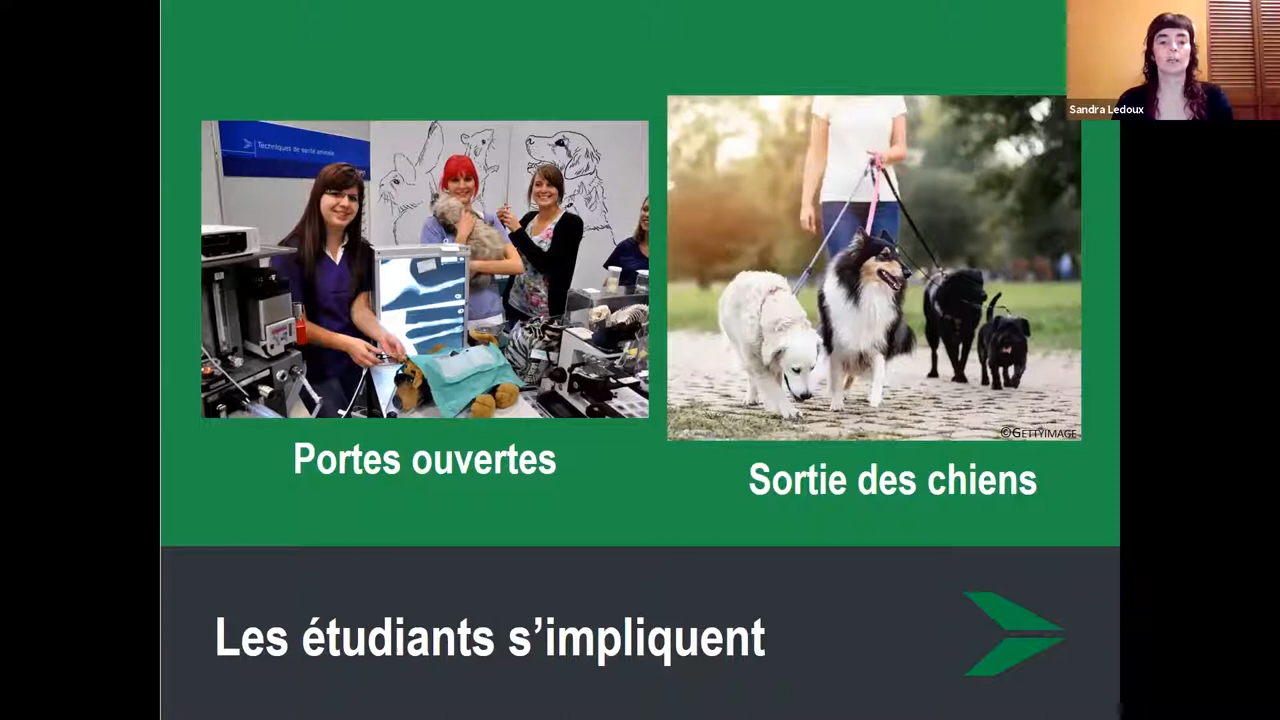 Sandra Ledoux
Techniques de santé animale
©GETTYIMAGE
Portes ouvertes
Sortie des chiens
Les étudiants s’impliquent